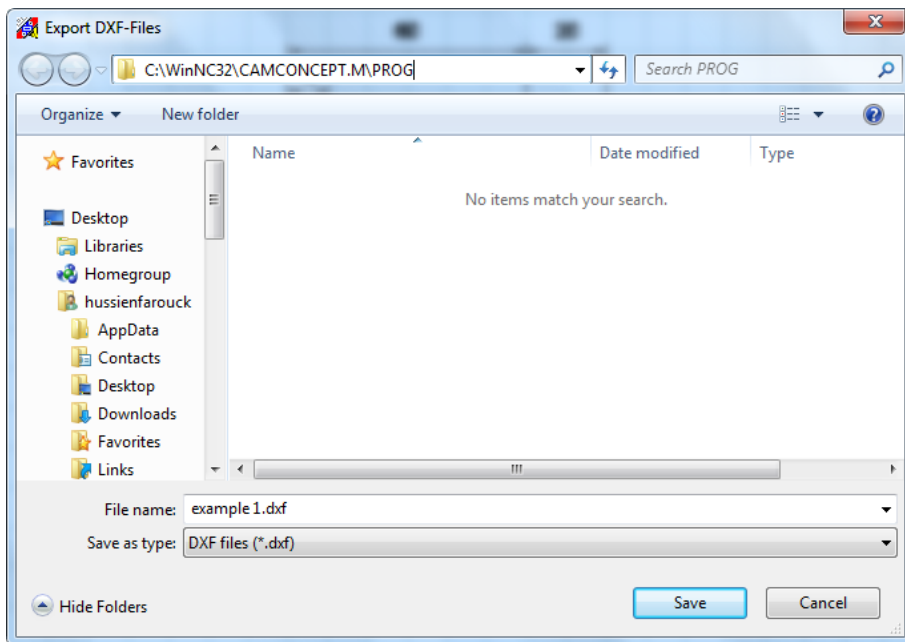 Export DXF-Files
C:\WinNC32\CAMCONCEPT.M\PROG
Search PROG
Organize
New folder
Name
Date modified
Type
No items match your search.
Favorites
Desktop
Libraries
Homegroup
hussienfarouck
AppData
Contacts
Desktop
Downloads
Favorites
Links
File name: example 1.dxf
Save as type: DXF files (*.dxf)
Hide Folders
Save
Cancel